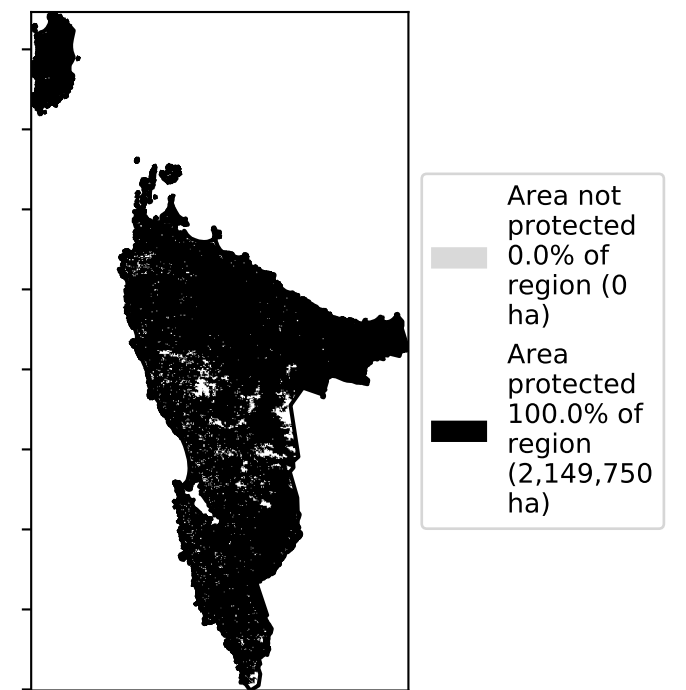 Area not
protected
0.0% of
region (0
ha)
Area
protected
100.0% of
region
(2,149,750
ha)